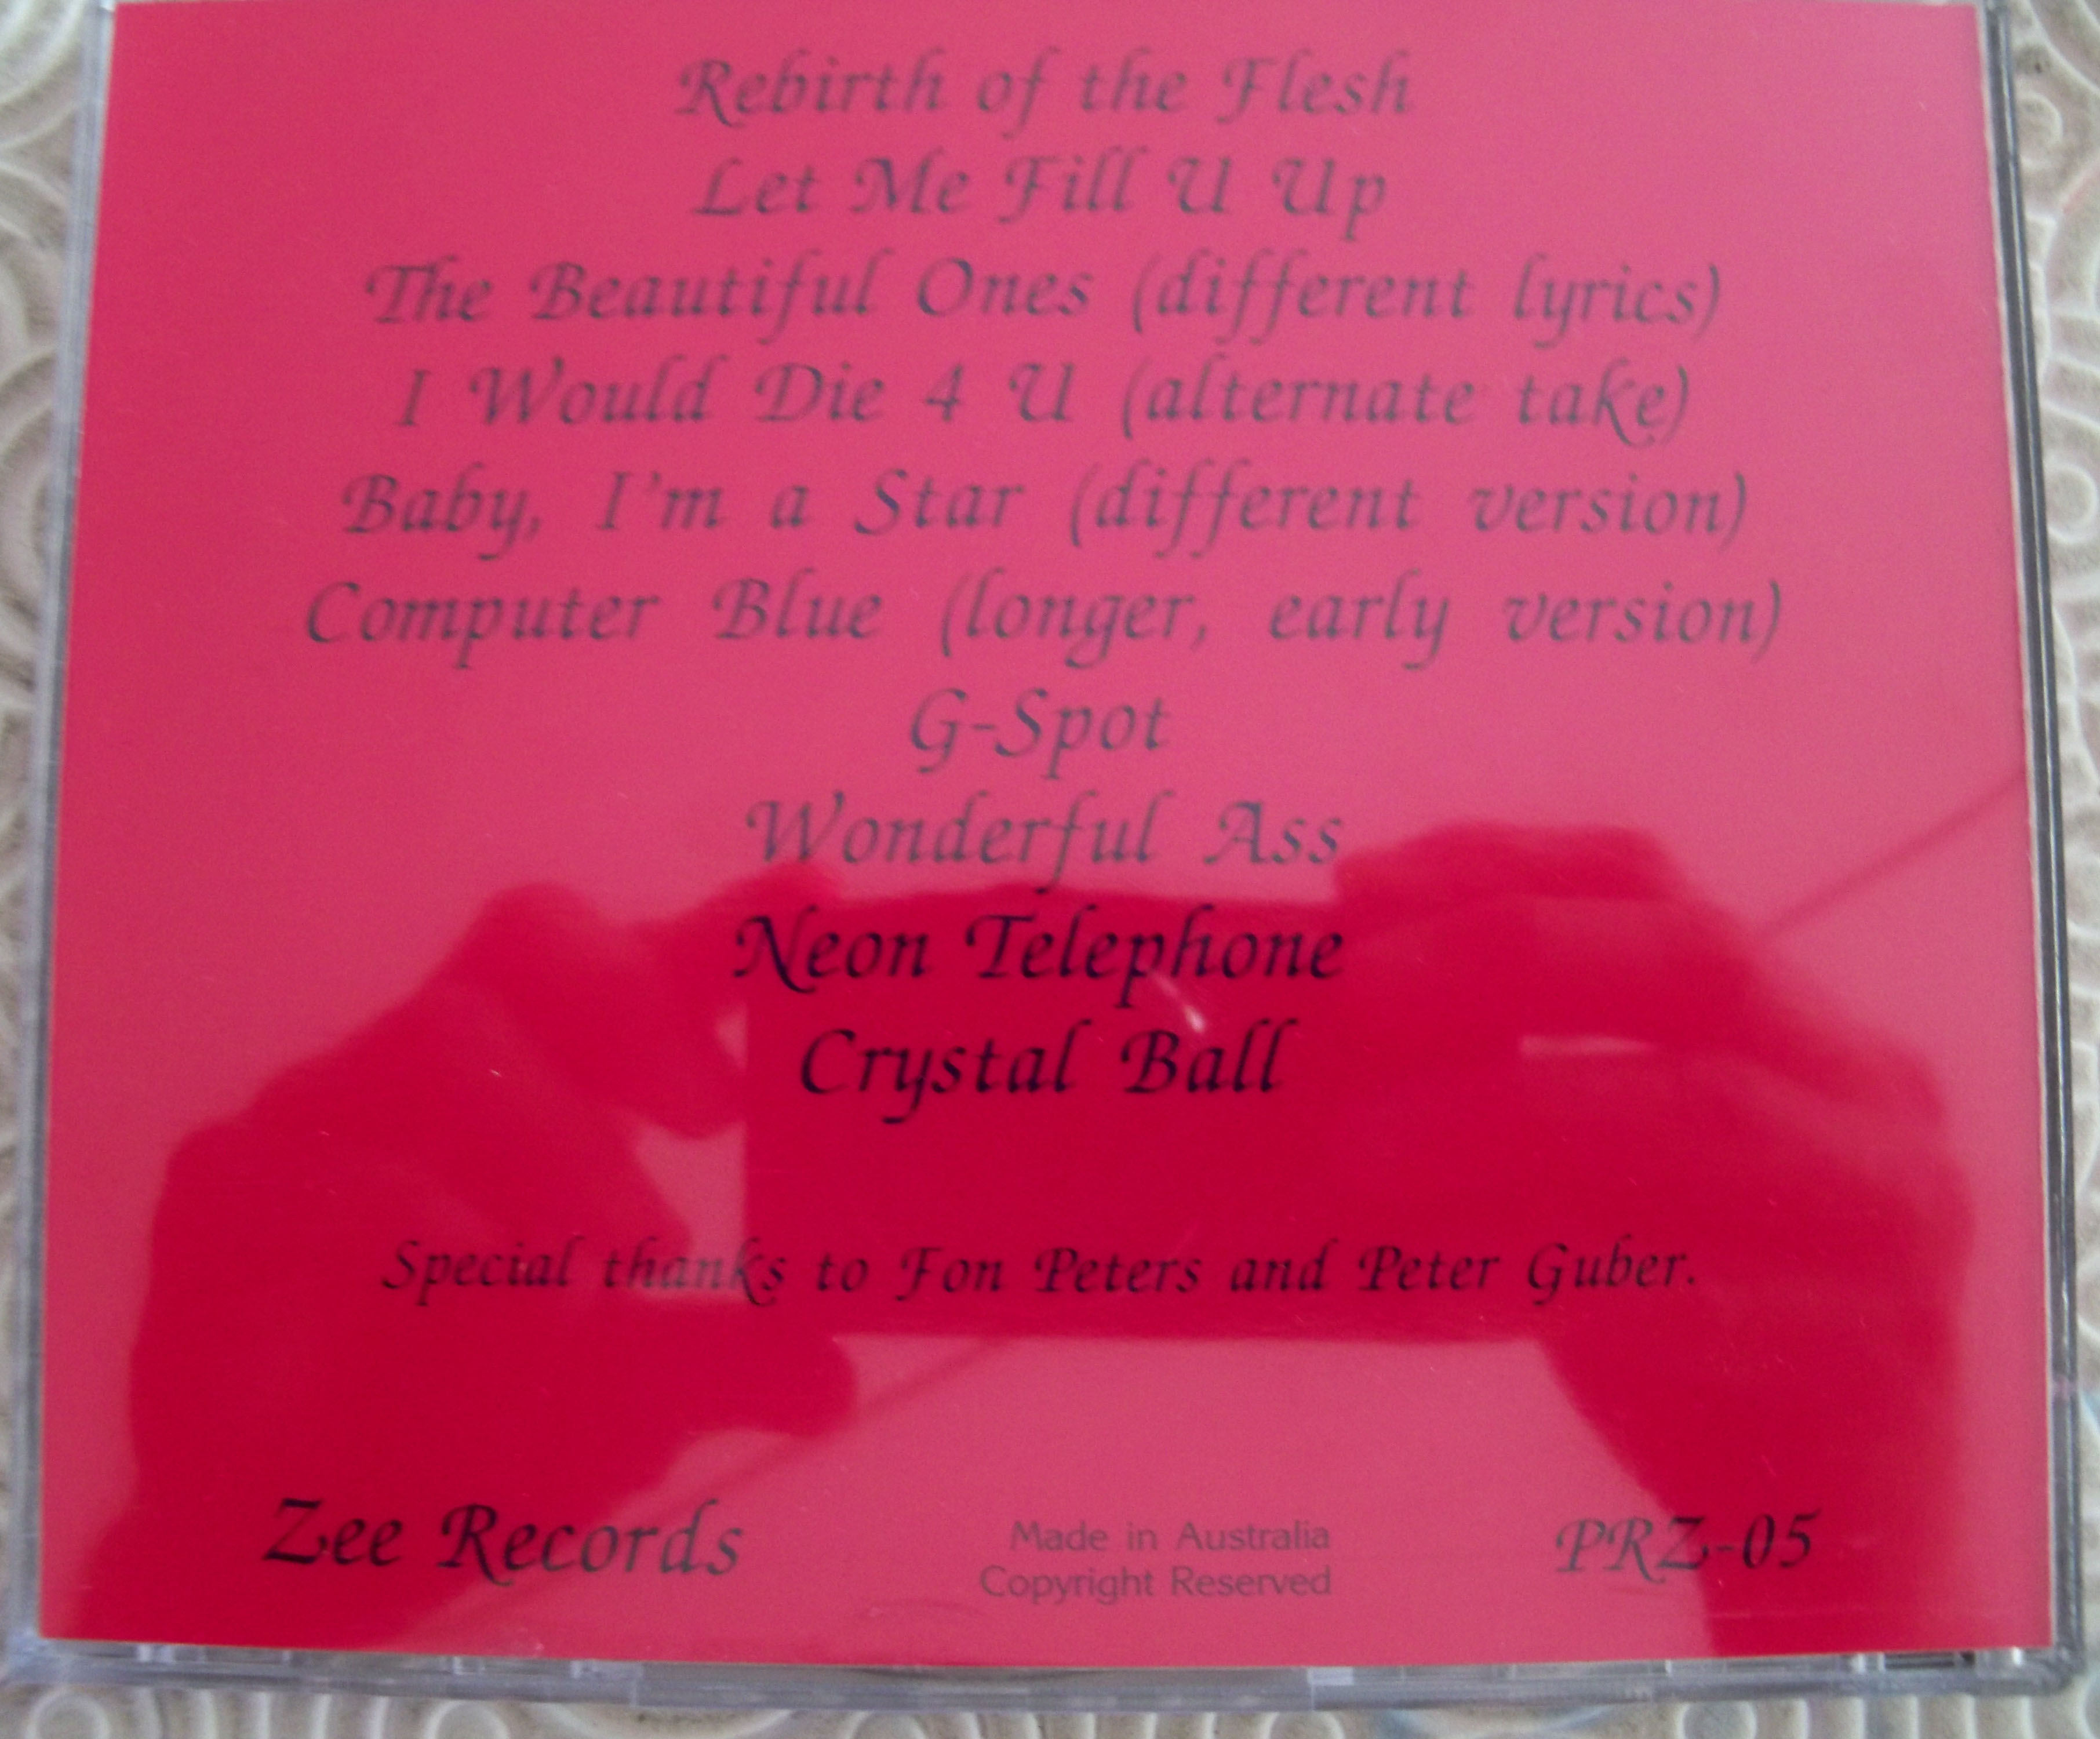 Rebirth of the Flesh
Let Me Fill U Up
The Beautiful Ones (different lyrics)
I Would Die 4 U (alternate take)
Baby, I'm a Star (different version)
Computer Blue (longer, early version)
G-Spot
Wonderful Ass
Neon Telephone
Crystal Ball
Special thanks to Fon Peters and Peter Guber.
Zee Records
Made in Australia
Copyright Reserved
PRZ-05